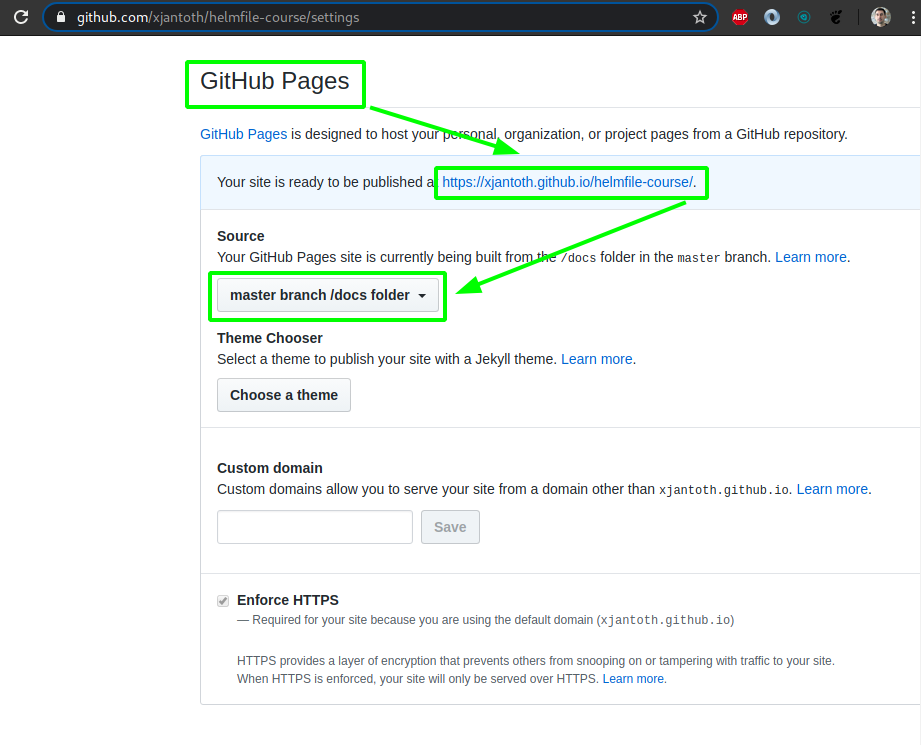 github.com/xjantoth/helmfile-course/settings
ABP
GitHub Pages
GitHub Pages is designed to host your personal, organization, or project pages from a GitHub repository.
Your site is ready to be published a https://xjantoth.github.io/helmfile-course/.
Source
Your GitHub Pages site is currently being built from the /docs folder in the master branch. Learn more.
master branch /docs folder
Theme Chooser
Select a theme to publish your site with a Jekyll theme. Learn more.
Choose a theme
Custom domain
Custom domains allow you to serve your site from a domain other than xjantoth.github.io. Learn more.
Save
Enforce HTTPS
— Required for your site because you are using the default domain (xjantoth.github.io)
HTTPS provides a layer of encryption that prevents others from snooping on or tampering with traffic to your site.
When HTTPS is enforced, your site will only be served over HTTPS. Learn more.